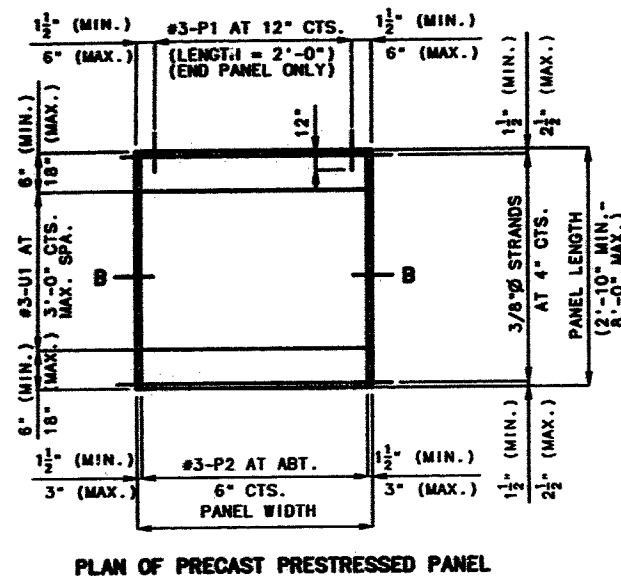 1½" (MIN.)
6" (MAX.)
#3-P1 AT 12" CTS.
(LENGTH = 2'-0")
(END PANEL ONLY)
1½" (MIN.)
6" (MAX.)
12"
1½" (MIN.)
2½" (MAX.)
6" (MIN.)
18" (MAX.)
#3-U1 AT
3'-0" CTS.
MAX. SPA.
6" (MIN.)
18" (MAX.)
B
B
3/8"Ø STRANDS
AT 4" CTS.
PANEL LENGTH
(2'-10" MIN.-
8'-0" MAX.)
1½" (MIN.)
3" (MAX.)
#3-P2 AT ABT.
6" CTS.
PANEL WIDTH
1½" (MIN.)
3" (MAX.)
1½" (MIN.)
2½" (MAX.)
PLAN OF PRECAST PRESTRESSED PANEL